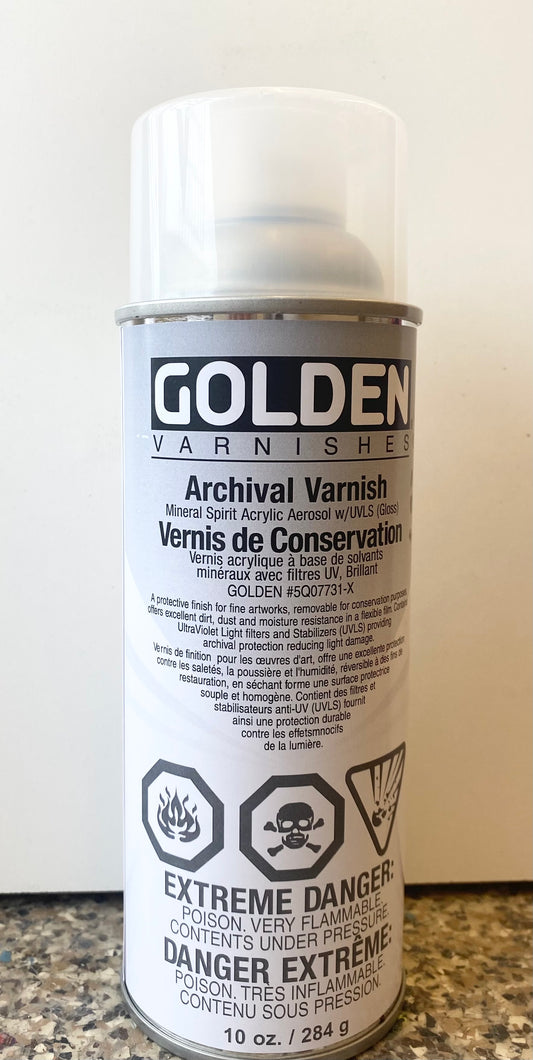 GOLDEN
VARNISHES
Archival Varnish
Mineral Spirit Acrylic Aerosol w/UVLS (Gloss)
Vernis de Conservation
Vernis acrylique à base de solvants
minéraux avec filtres UV, Brillant
GOLDEN #5Q07731-X
A protective finish for fine artworks, removable for conservation purposes,
offers excellent dirt, dust and moisture resistance in a flexible film. Contains
UltraViolet Light filters and Stabilizers (UVLS) providing
archival protection reducing light damage.
Vernis de finition pour les œuvres d'art, offre une excellente protection
contre les saletés, la poussière et l'humidité, réversible à des fins de
restauration, en séchant forme une surface protectrice
souple et homogène. Contient des filtres et
stabilisateurs anti-UV (UVLS) fournit
ainsi une protection durable
contre les effetsmnocifs
de la lumière.
EXTREME DANGER:
POISON. VERY FLAMMABLE.
CONTENTS UNDER PRESSURE.
DANGER EXTRÊME:
POISON. TRÈS INFLAMMABLE.
CONTENU SOUS PRESSION.
10 oz. / 284 g